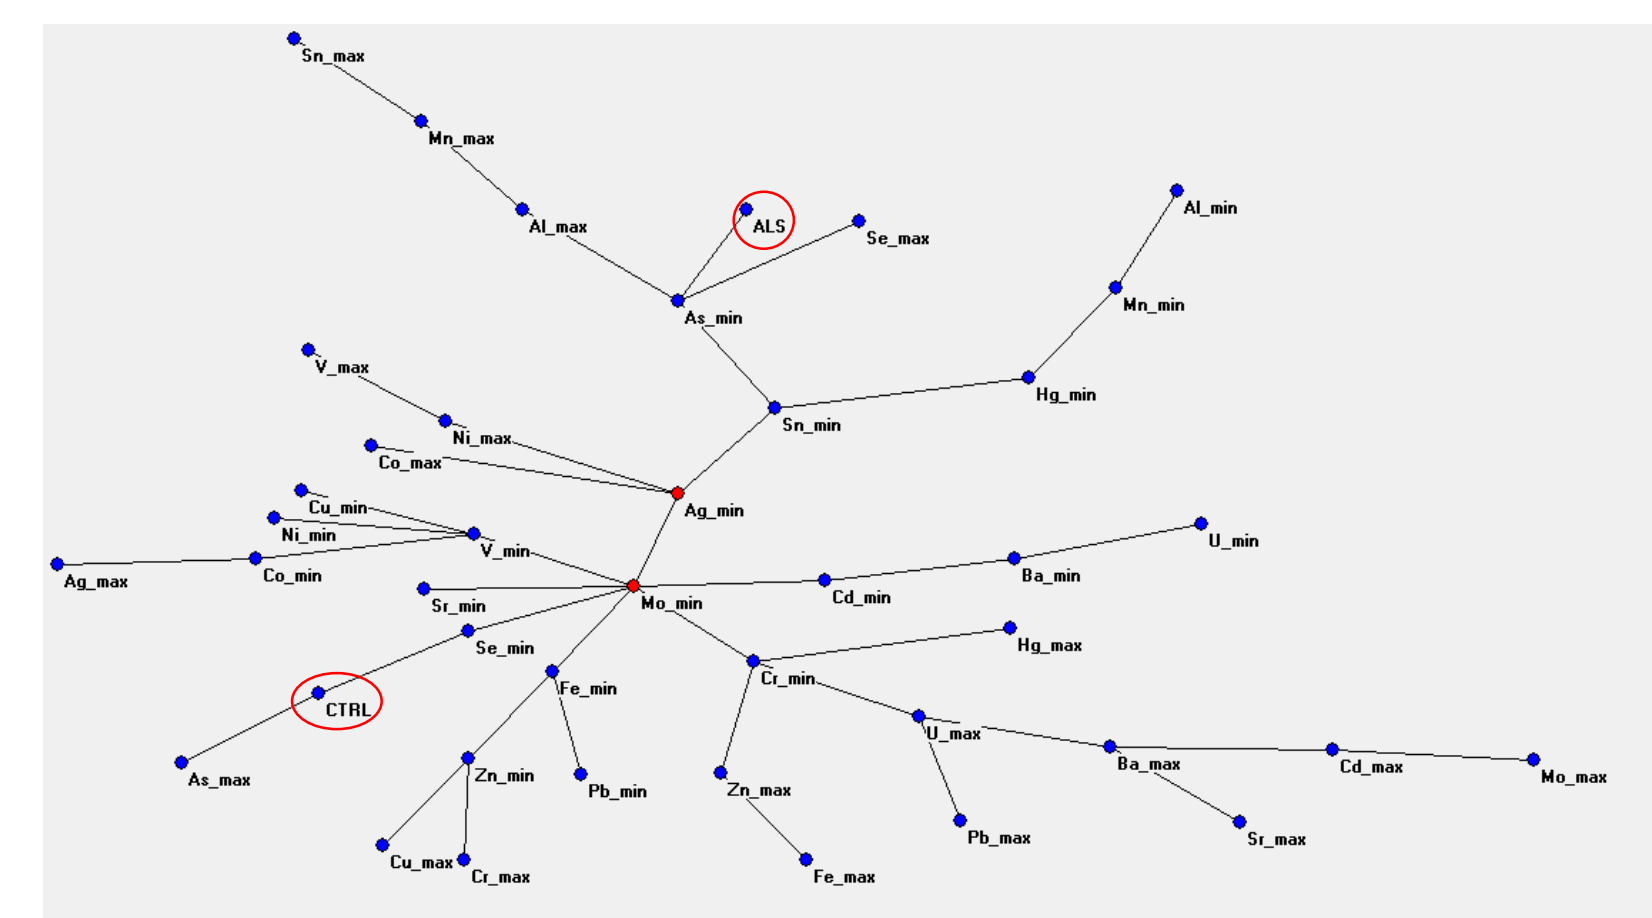 Sn_max
Mn_max
Al_min
Al_max
ALS
Se_max
Mn_min
As_min
V_max
Hg_min
Sn_min
Ni_max
Co_max
Cu_min
Ag_min
Ni_min
V_min
U_min
Ag_max
Co_min
Ba_min
Sr_min
Mo_min
Cd_min
Se_min
Hg_max
Fe_min
Cr_min
CTRL
U_max
As_max
Zn_min
Pb_min
Zn_max
Ba_max
Cd_max
Mo_max
Pb_max
Sr_max
Cu_max
Cr_max
Fe_max